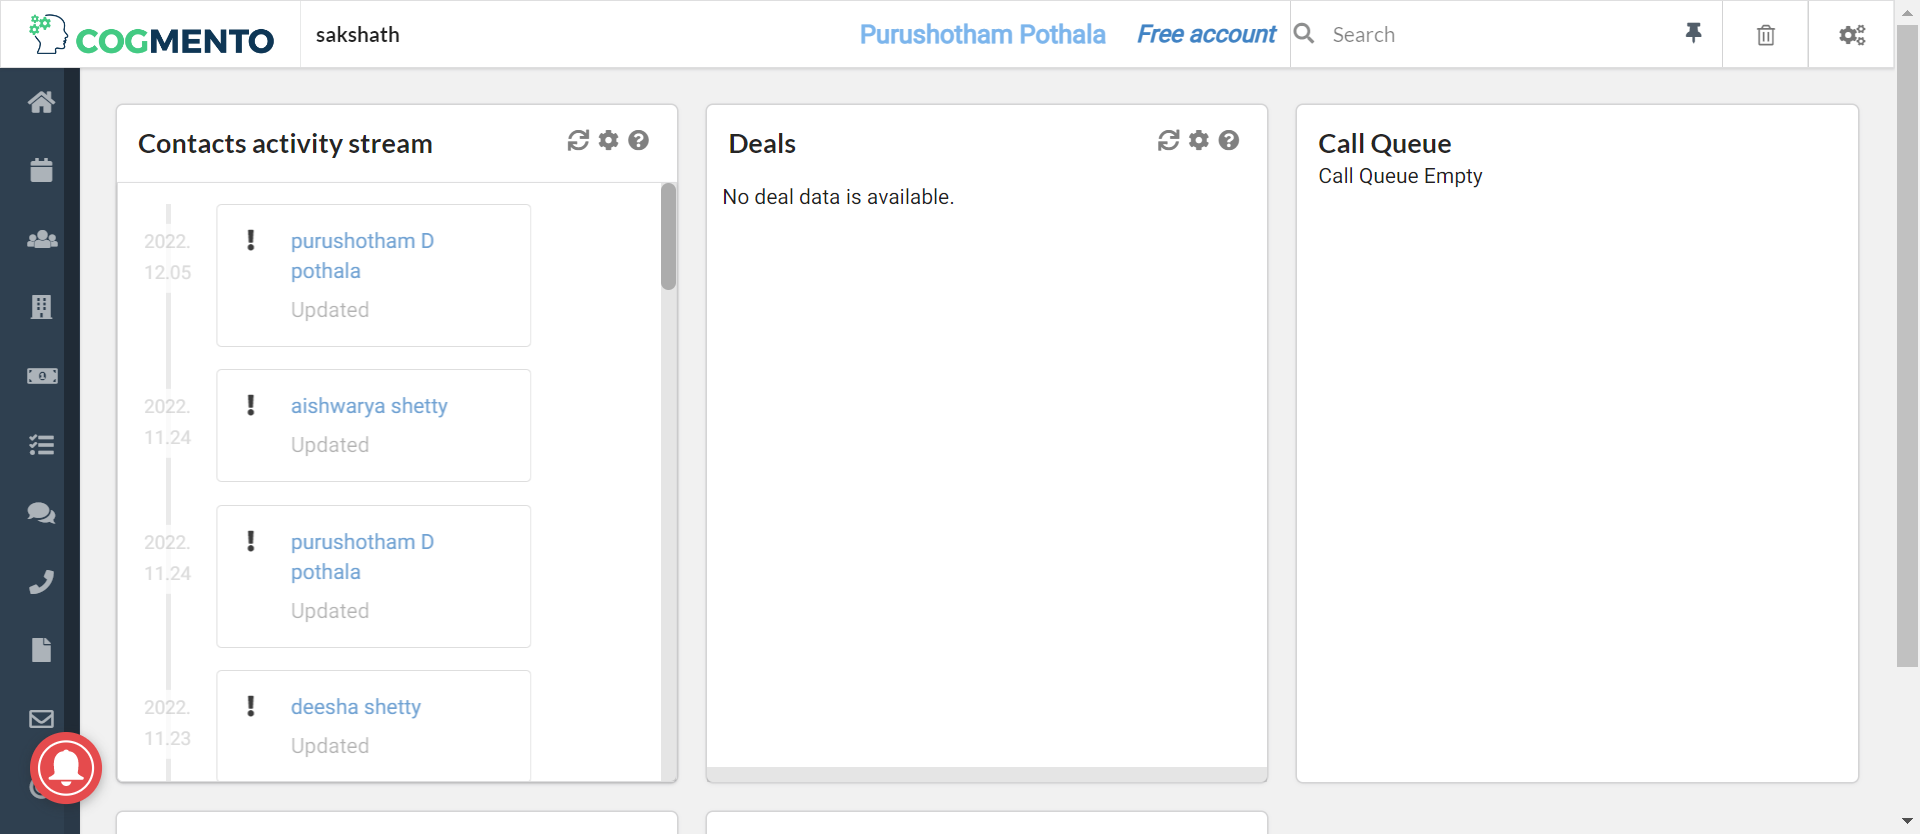 COGMENTO
sakshath
Purushotham Pothala
Free account
Search
Contacts activity stream
2022.
12.05
purushotham D
pothala
Updated
2022.
11.24
aishwarya shetty
Updated
2022.
11.24
purushotham D
pothala
Updated
2022.
11.23
deesha shetty
Updated
Deals
No deal data is available.
Call Queue
Call Queue Empty